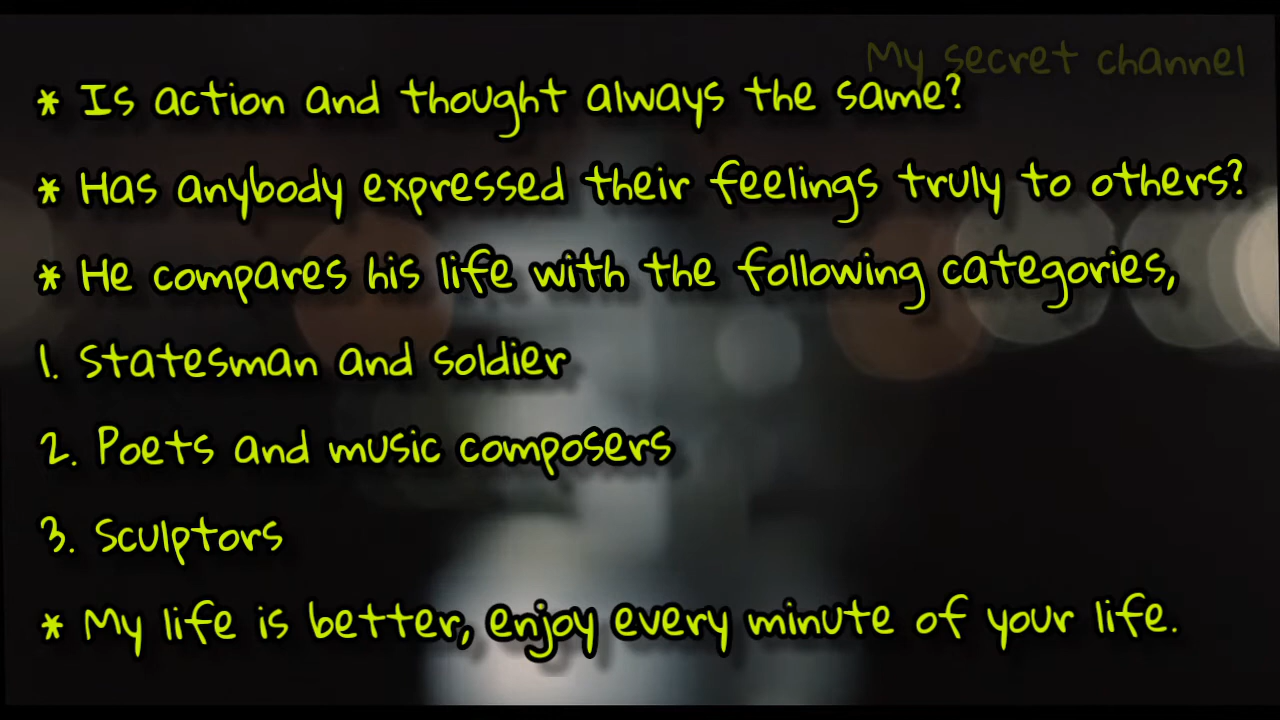 My secret channel
* Is action and thought always the same?
* Has anybody expressed their feelings truly to others?
* He compares his life with the following categories,
1. Statesman and soldier
2. Poets and music composers
3. Sculptors
* My life is better, enjoy every minute of your life.